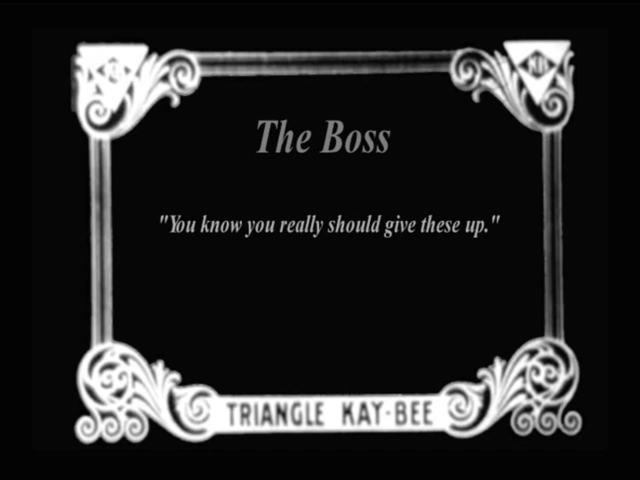 The Boss
"You know you really should give these up."
TRIANGLE KAY-BEE